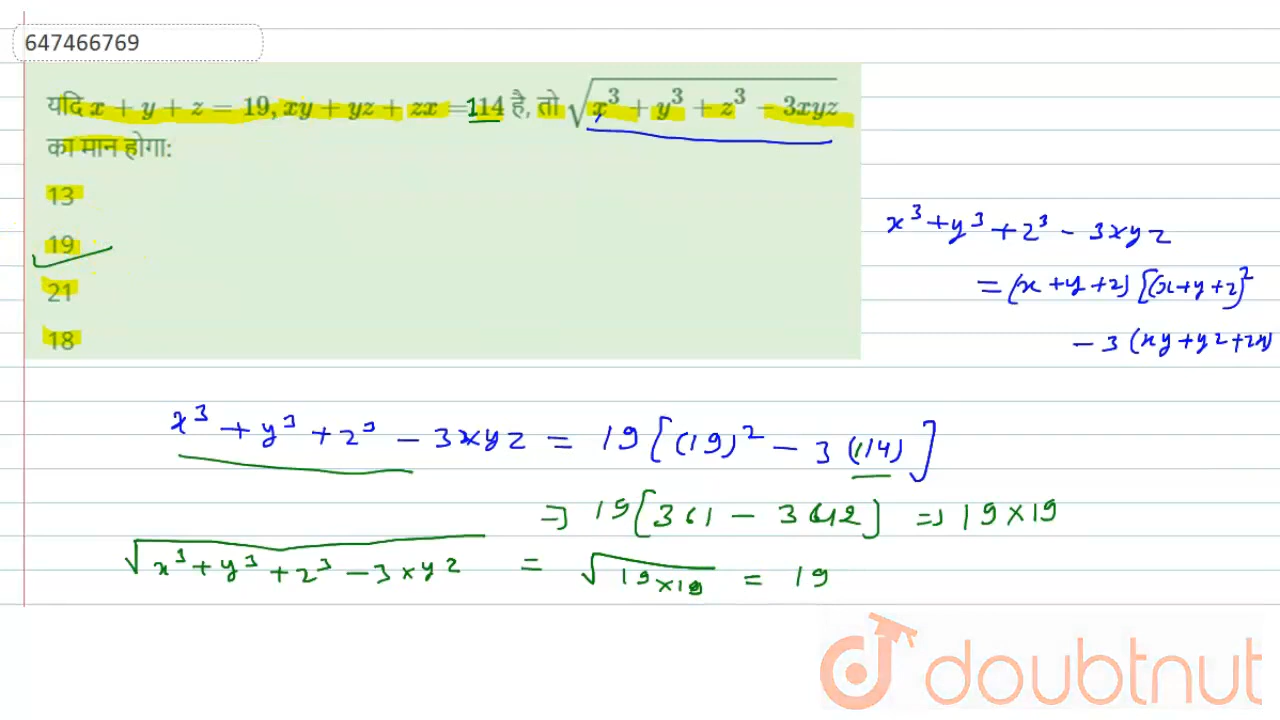 647466769
यदि x + y + z = 19, xy + yz + zx = 114 है, तो √(x³ + y³ + z³ − 3xyz)
का मान होगा:
13
19
21
18
x³ + y³ + z³ − 3xyz
= (x + y + z) [(x + y + z)²
− 3 (xy + yz + zx)
x³ + y³ + z³ − 3xyz = 19 [(19)² − 3 (114)]
⇒ 19 [361 − 342] ⇒ 19 × 19
√(x³ + y³ + z³ − 3xyz) = √(19 × 19) = 19
doubtnut